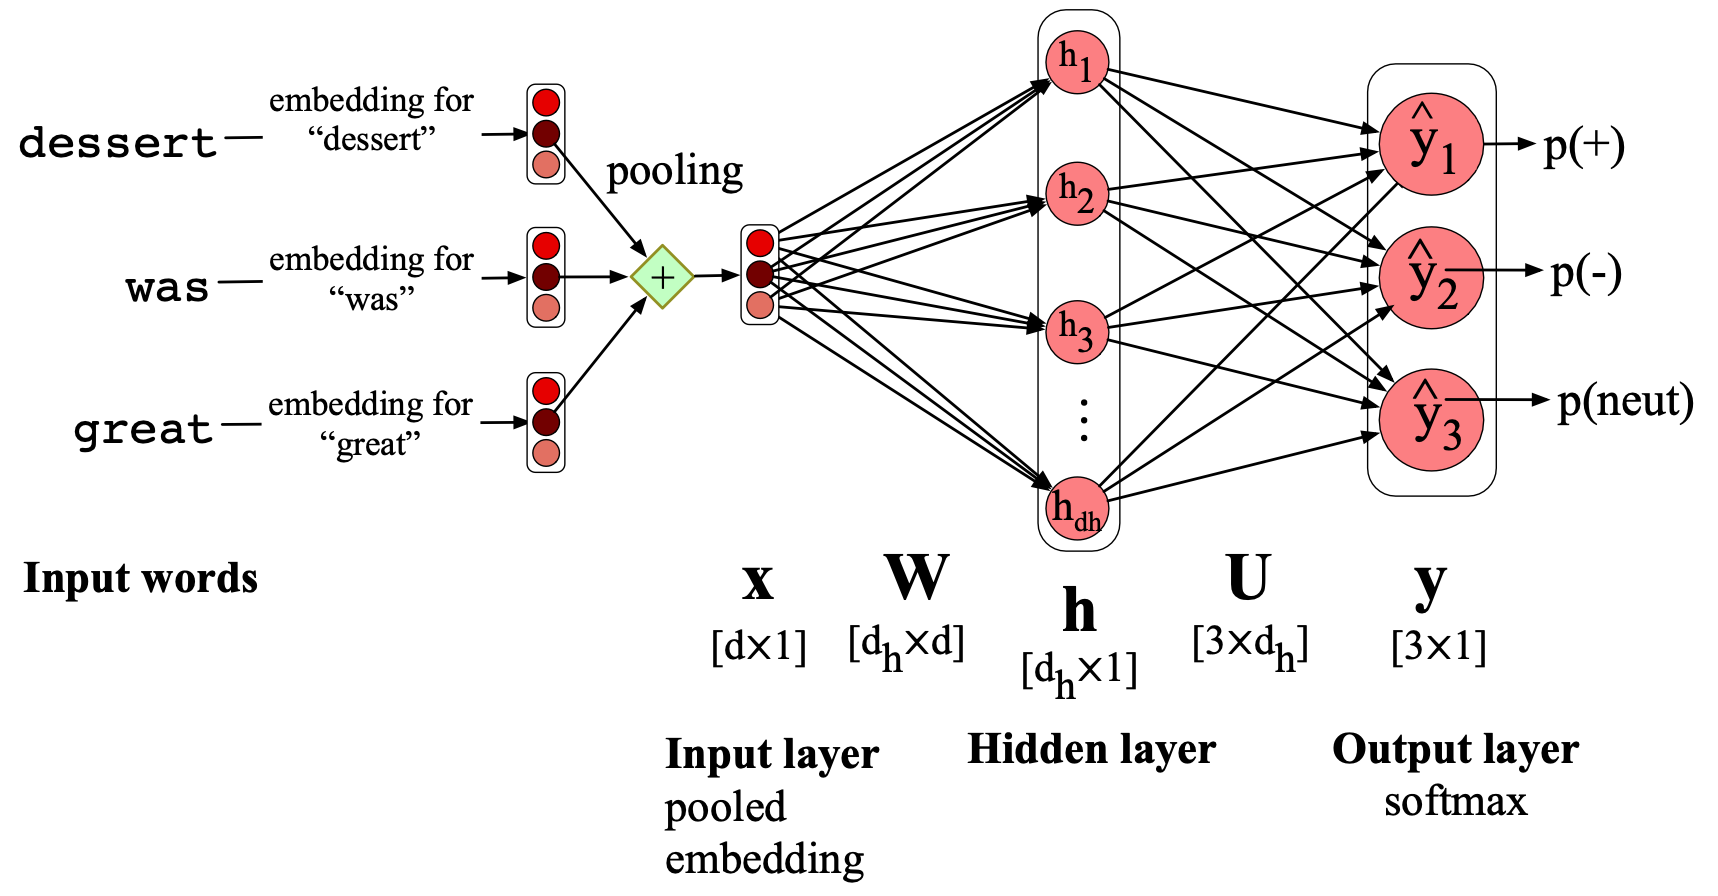 dessert
embedding for
“dessert”
pooling
was
embedding for
“was”
great
embedding for
“great”
+
h1
h2
h3
⋮
hdh
ŷ1
ŷ2
ŷ3
p(+)
p(-)
p(neut)
Input words
x
[d×1]
W
[dh×d]
h
[dh×1]
U
[3×dh]
y
[3×1]
Input layer
pooled
embedding
Hidden layer
Output layer
softmax